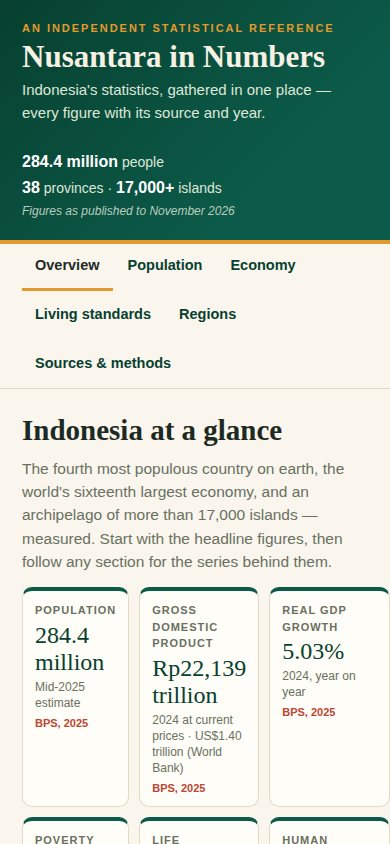 AN INDEPENDENT STATISTICAL REFERENCE
Nusantara in Numbers
Indonesia's statistics, gathered in one place —
every figure with its source and year.
284.4 million people
38 provinces · 17,000+ islands
Figures as published to November 2026
Overview Population Economy
Living standards Regions
Sources & methods
Indonesia at a glance
The fourth most populous country on earth, the
world's sixteenth largest economy, and an
archipelago of more than 17,000 islands —
measured. Start with the headline figures, then
follow any section for the series behind them.
POPULATION
284.4
million
Mid-2025
estimate
BPS, 2025
GROSS
DOMESTIC
PRODUCT
Rp22,139
trillion
2024 at current
prices · US$1.40
trillion (World
Bank)
BPS, 2025
REAL GDP
GROWTH
5.03%
2024, year on
year
BPS, 2025
POVERTY
LIFE
HUMAN